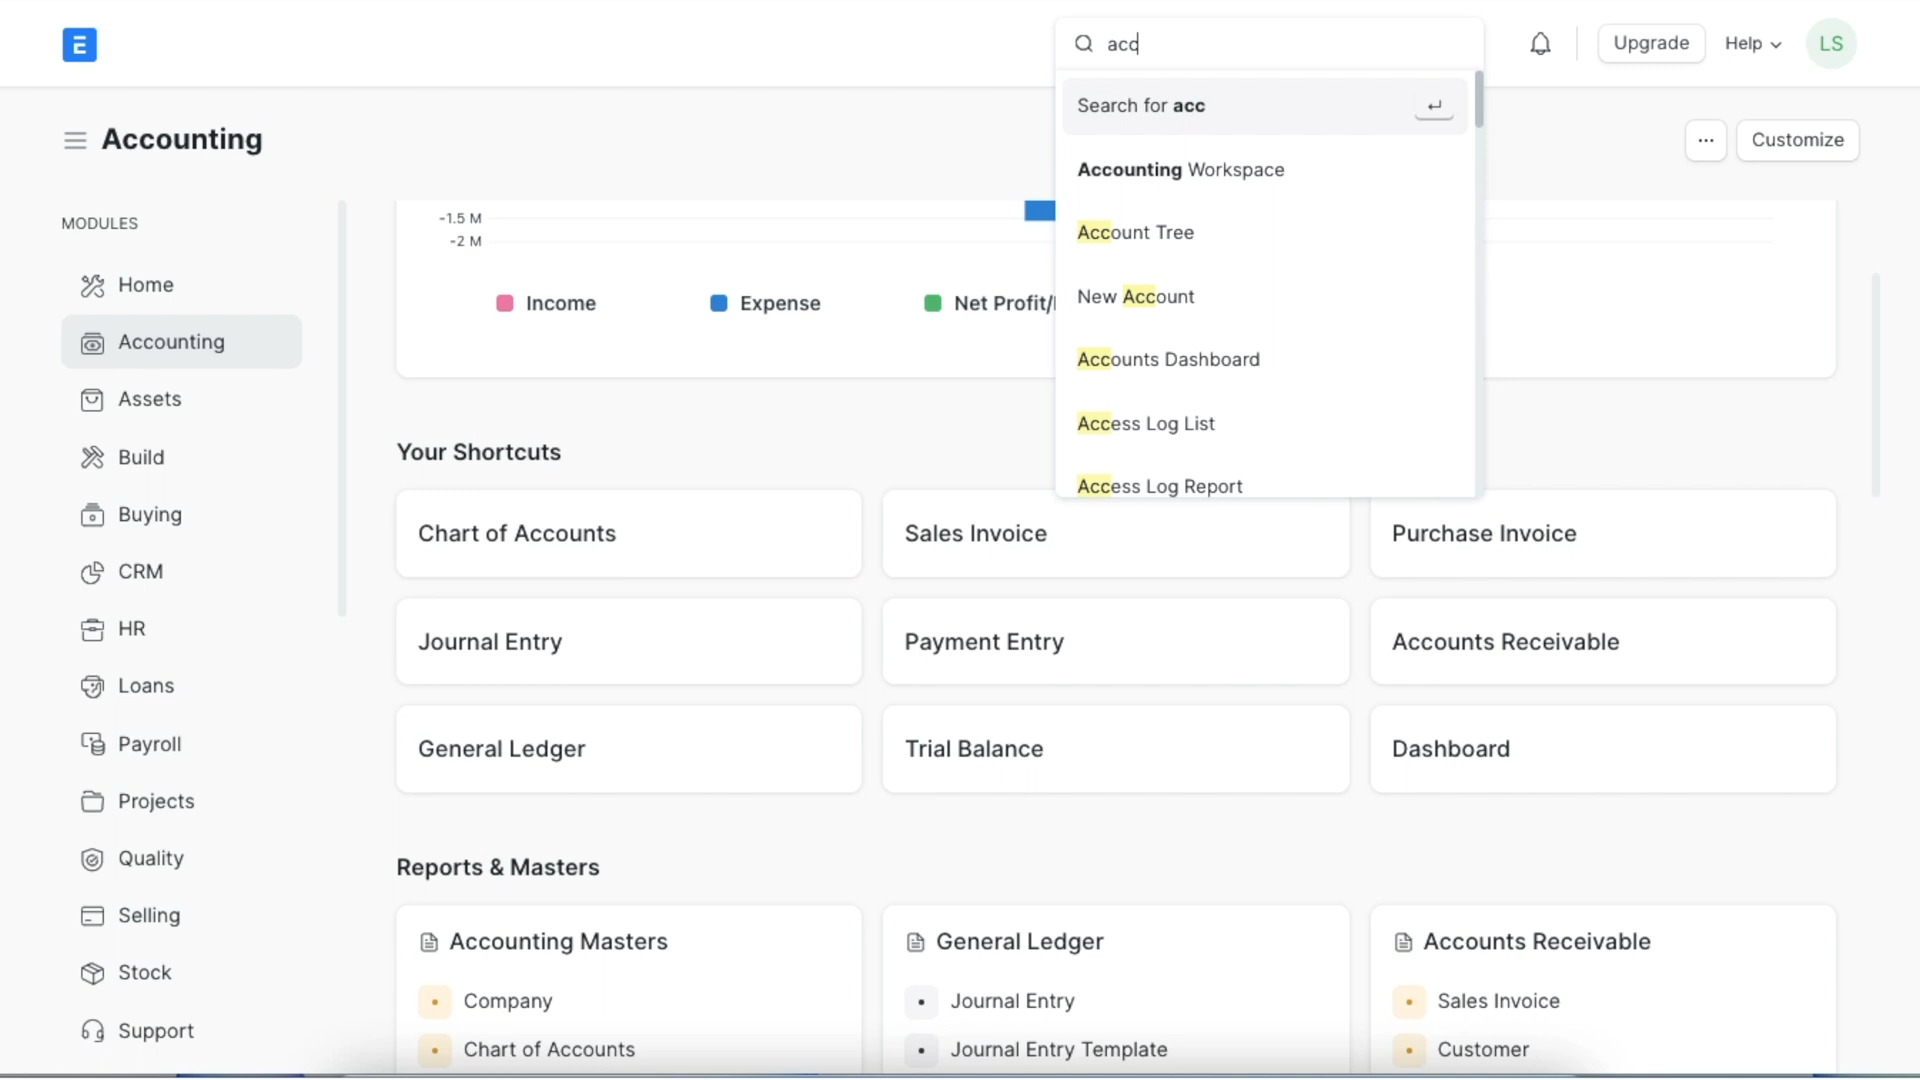 E
acc
Upgrade
Help
LS
Search for acc
Accounting
Customize
Accounting Workspace
Account Tree
New Account
Accounts Dashboard
Access Log List
Access Log Report
MODULES
Home
Accounting
Assets
Build
Buying
CRM
HR
Loans
Payroll
Projects
Quality
Selling
Stock
Support
-1.5 M
-2 M
Income
Expense
Net Profit/
Your Shortcuts
Chart of Accounts
Sales Invoice
Purchase Invoice
Journal Entry
Payment Entry
Accounts Receivable
General Ledger
Trial Balance
Dashboard
Reports & Masters
Accounting Masters
Company
Chart of Accounts
General Ledger
Journal Entry
Journal Entry Template
Accounts Receivable
Sales Invoice
Customer